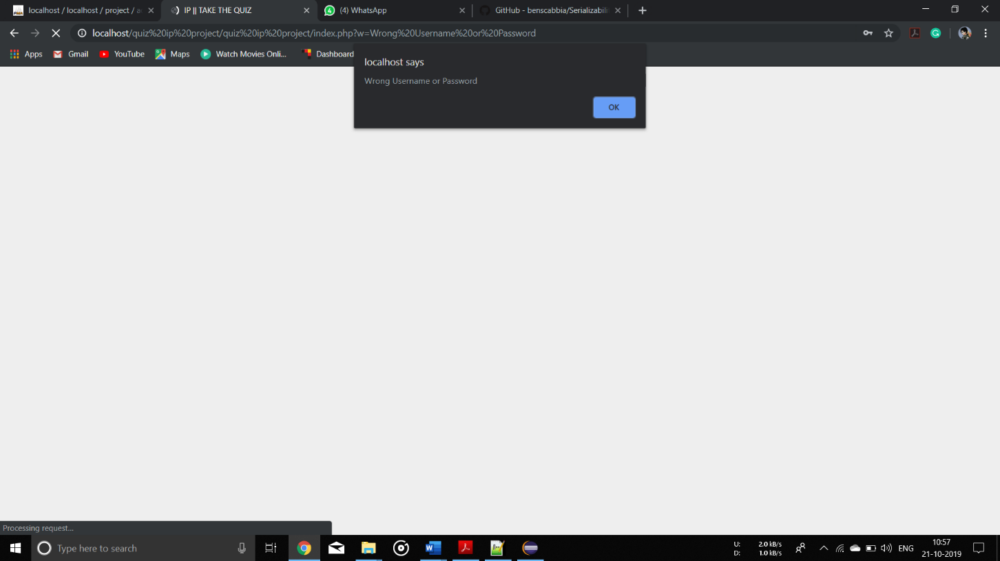 localhost / localhost / project / a
IP || TAKE THE QUIZ
(4) WhatsApp
GitHub - benscabbia/Serializabili
localhost/quiz%20ip%20project/quiz%20ip%20project/index.php?w=Wrong%20Username%20or%20Password
Apps
Gmail
YouTube
Maps
Watch Movies Onli...
Dashboard
localhost says
Wrong Username or Password
OK
Processing request...
Type here to search
U: 2.0 kB/s
D: 1.0 kB/s
ENG
10:57
21-10-2019